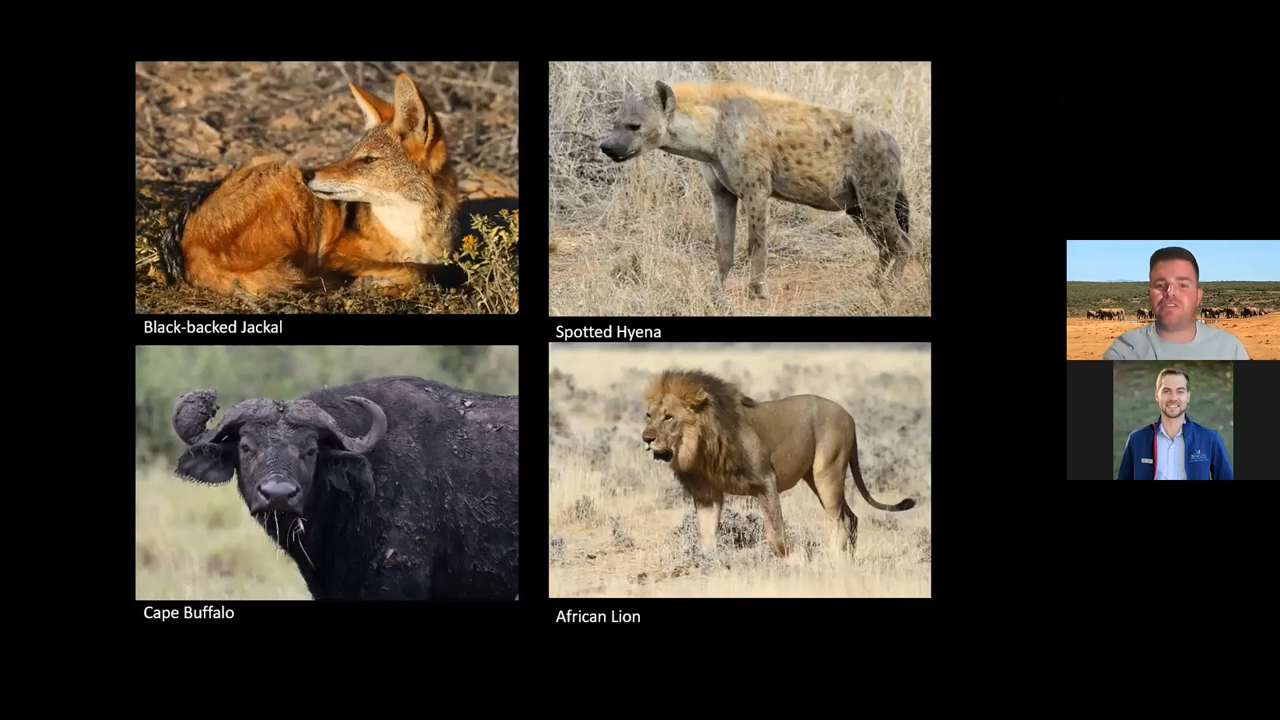 Black-backed Jackal
Spotted Hyena
Cape Buffalo
African Lion